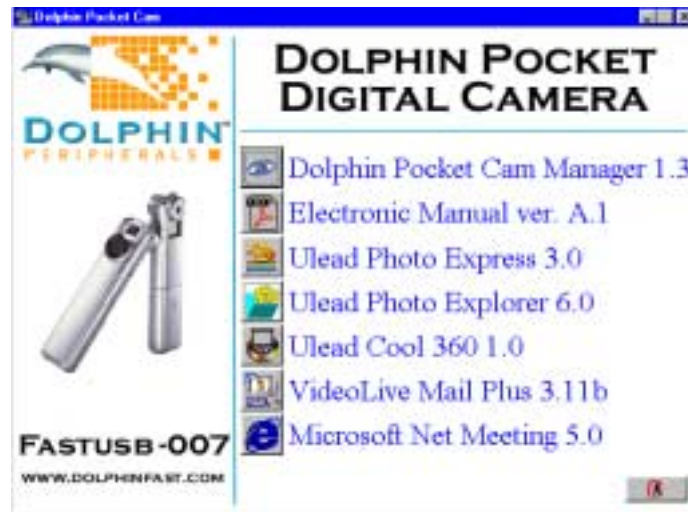 Dolphin Pocket Cam
DOLPHIN
PERIPHERALS
FASTUSB-007
WWW.DOLPHINFAST.COM
DOLPHIN POCKET
DIGITAL CAMERA
Dolphin Pocket Cam Manager 1.3
Electronic Manual ver. A.1
Ulead Photo Express 3.0
Ulead Photo Explorer 6.0
Ulead Cool 360 1.0
VideoLive Mail Plus 3.11b
Microsoft Net Meeting 5.0